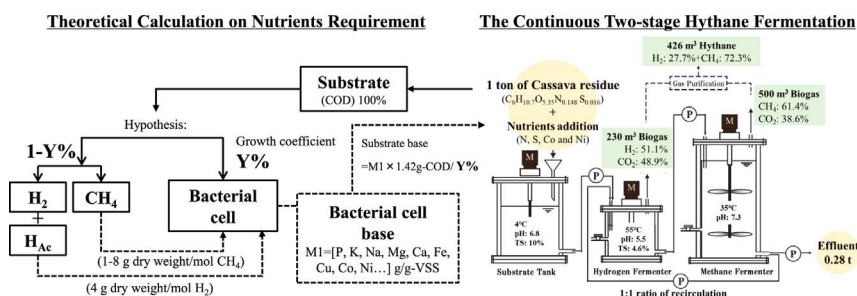 Theoretical Calculation on Nutrients Requirement
Substrate
(COD) 100%
Hypothesis:
1-Y%
Growth coefficient
Y%
H₂
+
H_Ac
CH₄
Bacterial
cell
(1-8 g dry weight/mol CH₄)
(4 g dry weight/mol H₂)
Substrate base
=M1 × 1.42g-COD/ Y%
Bacterial cell
base
M1=[P, K, Na, Mg, Ca, Fe,
Cu, Co, Ni…] g/g-VSS
The Continuous Two-stage Hythane Fermentation
426 m³ Hythane
H₂: 27.7%+CH₄: 72.3%
Gas Purification
1 ton of Cassava residue
(C₆H₁₀.₇O₅.₃₅N₀.₁₄₈ S₀.₀₁₆)
+
Nutrients addition
(N, S, Co and Ni)
230 m³ Biogas
H₂: 51.1%
CO₂: 48.9%
500 m³ Biogas
CH₄: 61.4%
CO₂: 38.6%
P
M
M
M
4℃
pH: 6.8
TS: 10%
Substrate Tank
55℃
pH: 5.5
TS: 4.6%
Hydrogen Fermenter
35℃
pH: 7.3
Methane Fermenter
P
P
P
Effluent
0.28 t
1:1 ratio of recirculation